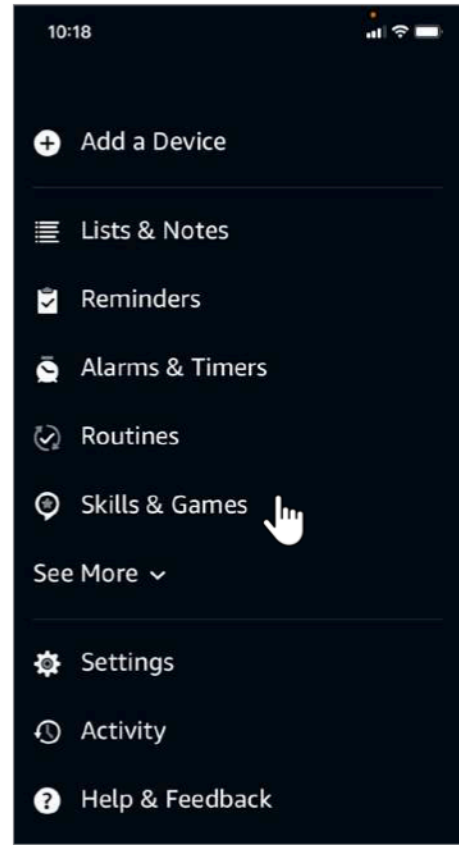 10:18
Add a Device
Lists & Notes
Reminders
Alarms & Timers
Routines
Skills & Games
See More
Settings
Activity
Help & Feedback